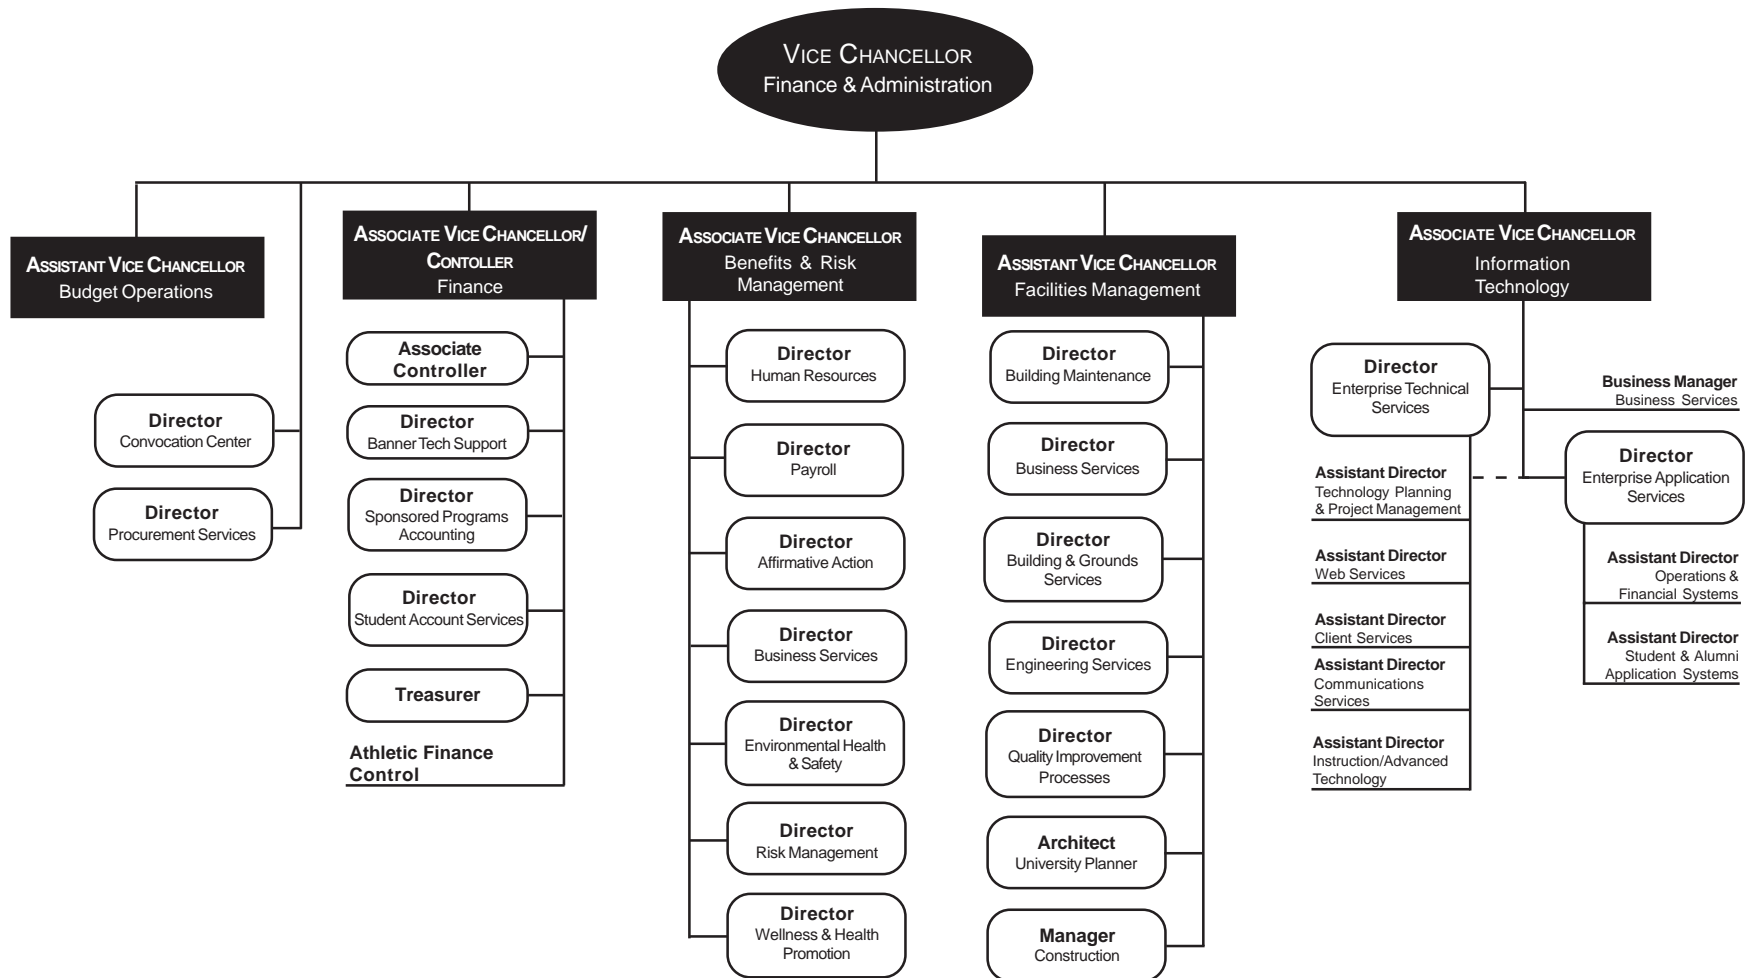 VICE CHANCELLOR
Finance & Administration
ASSISTANT VICE CHANCELLOR
Budget Operations
Director
Convocation Center
Director
Procurement Services
ASSOCIATE VICE CHANCELLOR/
CONTOLLER
Finance
Associate
Controller
Director
Banner Tech Support
Director
Sponsored Programs
Accounting
Director
Student Account Services
Treasurer
Athletic Finance
Control
ASSOCIATE VICE CHANCELLOR
Benefits & Risk
Management
Director
Human Resources
Director
Payroll
Director
Affirmative Action
Director
Business Services
Director
Environmental Health
& Safety
Director
Risk Management
Director
Wellness & Health
Promotion
ASSISTANT VICE CHANCELLOR
Facilities Management
Director
Building Maintenance
Director
Business Services
Director
Building & Grounds
Services
Director
Engineering Services
Director
Quality Improvement
Processes
Architect
University Planner
Manager
Construction
ASSOCIATE VICE CHANCELLOR
Information
Technology
Director
Enterprise Technical
Services
Assistant Director
Technology Planning
& Project Management
Assistant Director
Web Services
Assistant Director
Client Services
Assistant Director
Communications
Services
Assistant Director
Instruction/Advanced
Technology
Business Manager
Business Services
Director
Enterprise Application
Services
Assistant Director
Operations &
Financial Systems
Assistant Director
Student & Alumni
Application Systems